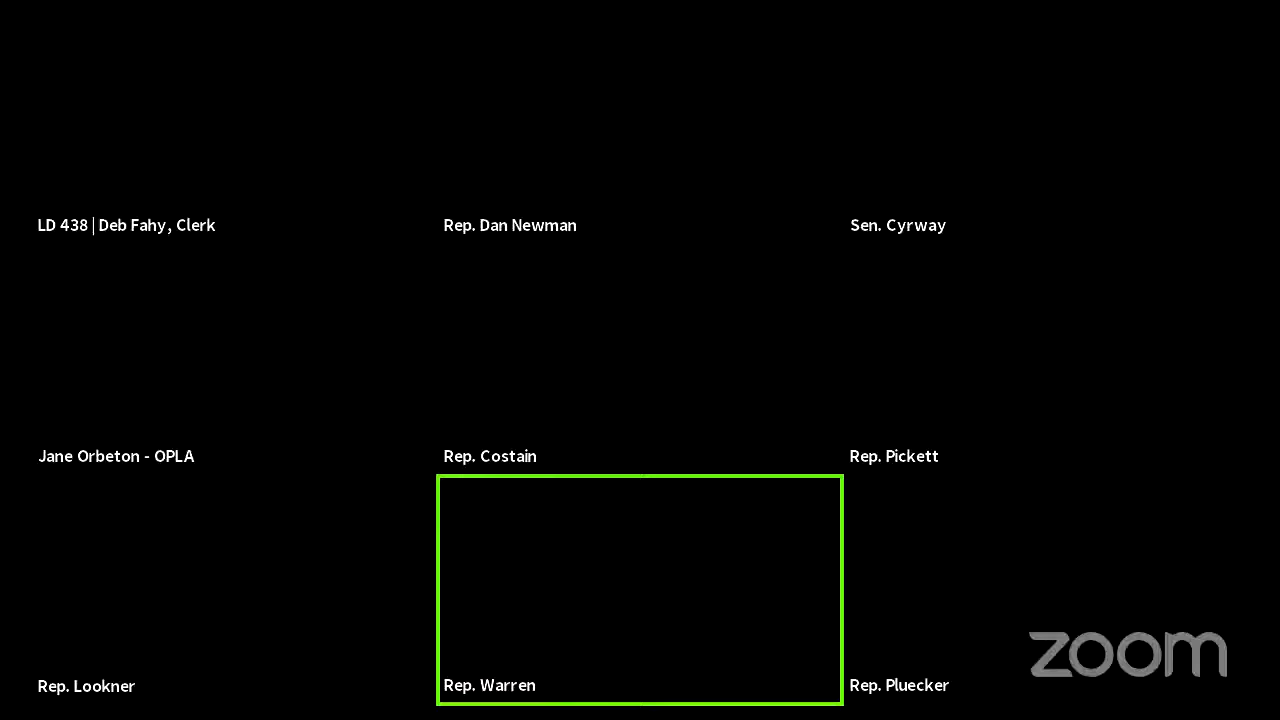 LD 438 | Deb Fahy, Clerk
Rep. Dan Newman
Sen. Cyrway
Jane Orbeton - OPLA
Rep. Costain
Rep. Pickett
Rep. Lookner
Rep. Warren
Rep. Pluecker
zoom